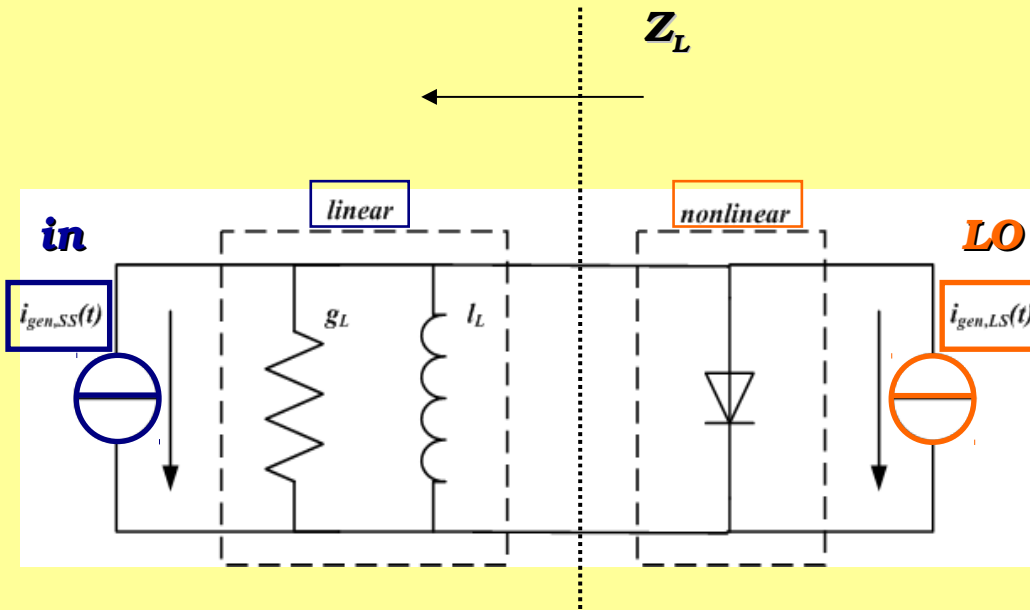 Z_L
linear
nonlinear
in
LO
i_gen,SS(t)
g_L
l_L
i_gen,LS(t)